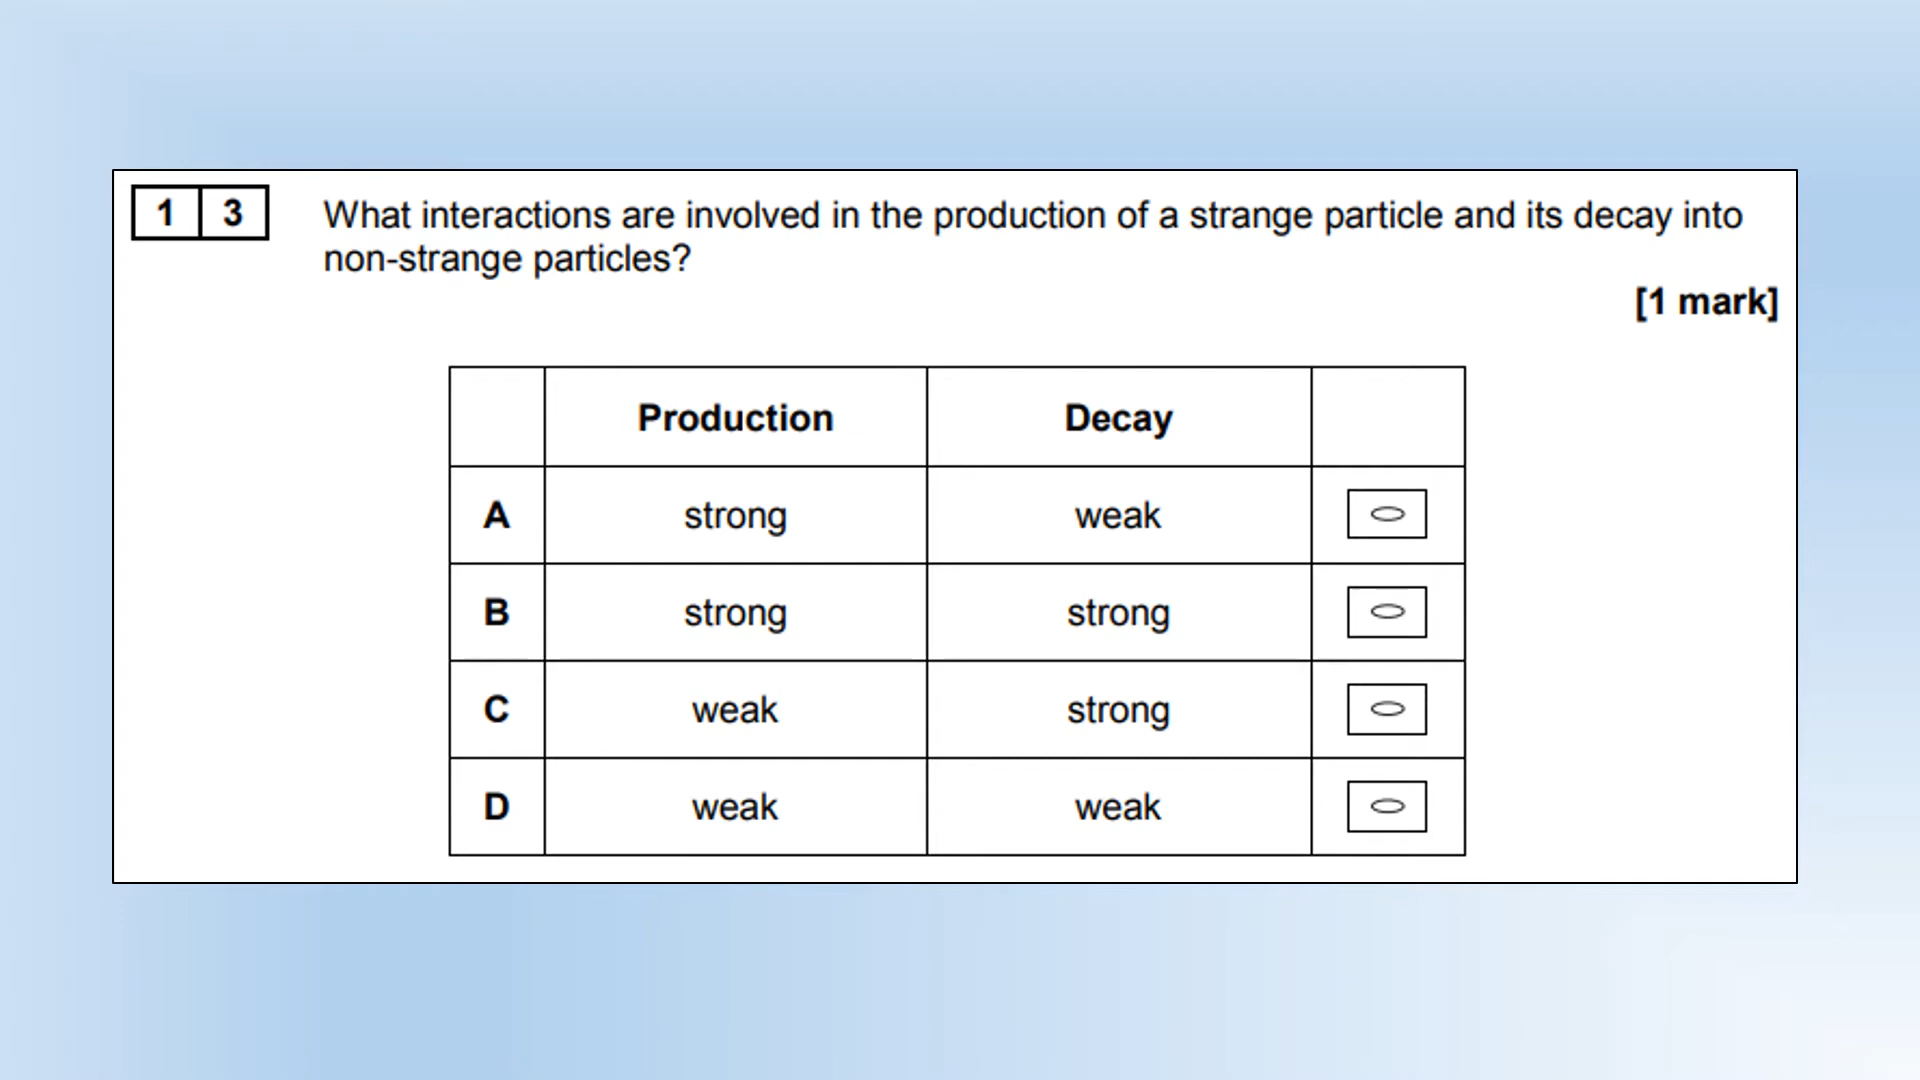 1 3 What interactions are involved in the production of a strange particle and its decay into
non-strange particles?
[1 mark]
Production Decay
A strong weak
B strong strong
C weak strong
D weak weak